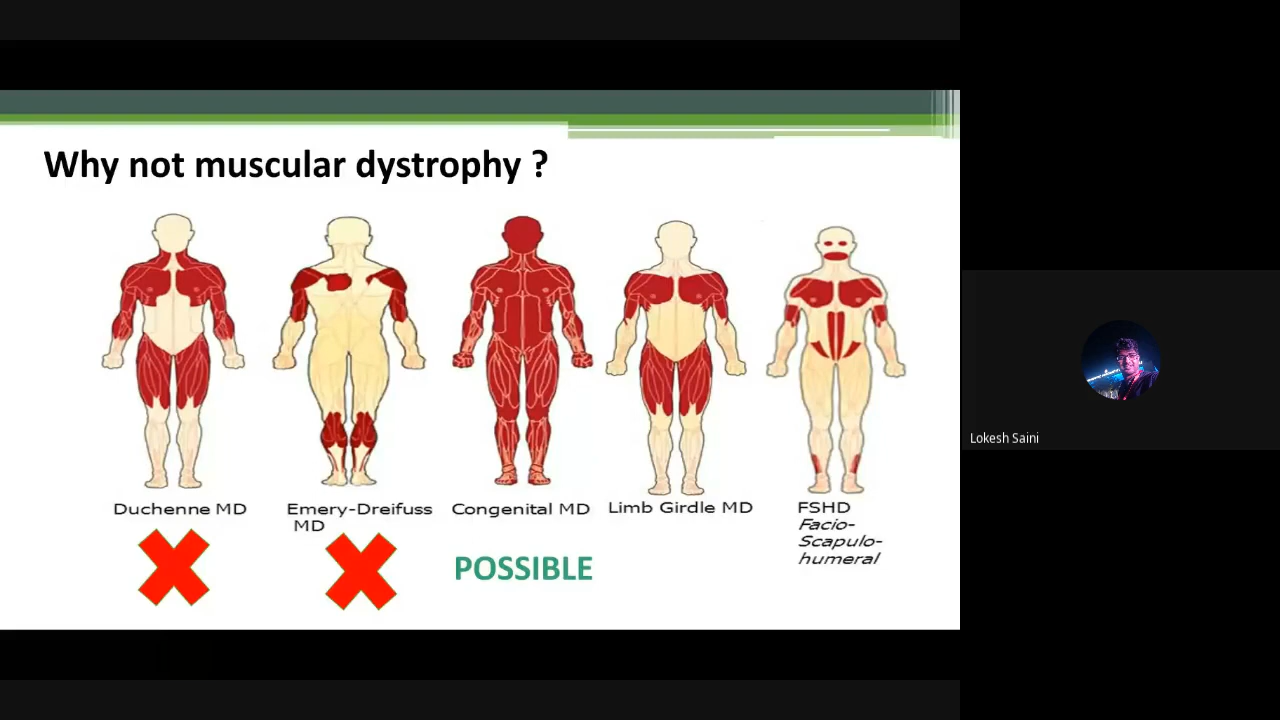 Why not muscular dystrophy ?
Duchenne MD
Emery-Dreifuss
MD
Congenital MD
Limb Girdle MD
FSHD
Facio-
Scapulo-
humeral
POSSIBLE
Lokesh Saini